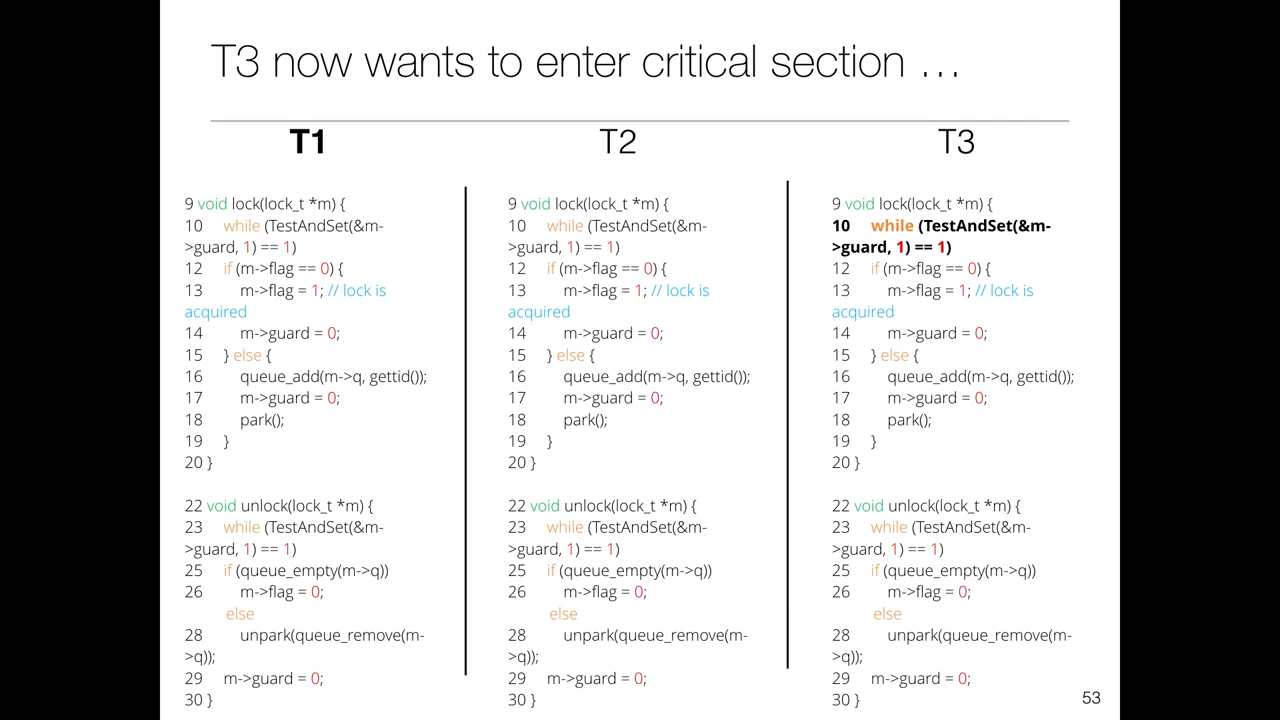 T3 now wants to enter critical section ...
T1
9 void lock(lock_t *m) {
10 while (TestAndSet(&m-
>guard, 1) == 1)
12 if (m->flag == 0) {
13 m->flag = 1; // lock is
acquired
14 m->guard = 0;
15 } else {
16 queue_add(m->q, gettid());
17 m->guard = 0;
18 park();
19 }
20 }
22 void unlock(lock_t *m) {
23 while (TestAndSet(&m-
>guard, 1) == 1)
25 if (queue_empty(m->q))
26 m->flag = 0;
else
28 unpark(queue_remove(m-
>q));
29 m->guard = 0;
30 }
T2
9 void lock(lock_t *m) {
10 while (TestAndSet(&m-
>guard, 1) == 1)
12 if (m->flag == 0) {
13 m->flag = 1; // lock is
acquired
14 m->guard = 0;
15 } else {
16 queue_add(m->q, gettid());
17 m->guard = 0;
18 park();
19 }
20 }
22 void unlock(lock_t *m) {
23 while (TestAndSet(&m-
>guard, 1) == 1)
25 if (queue_empty(m->q))
26 m->flag = 0;
else
28 unpark(queue_remove(m-
>q));
29 m->guard = 0;
30 }
T3
9 void lock(lock_t *m) {
10 while (TestAndSet(&m-
>guard, 1) == 1)
12 if (m->flag == 0) {
13 m->flag = 1; // lock is
acquired
14 m->guard = 0;
15 } else {
16 queue_add(m->q, gettid());
17 m->guard = 0;
18 park();
19 }
20 }
22 void unlock(lock_t *m) {
23 while (TestAndSet(&m-
>guard, 1) == 1)
25 if (queue_empty(m->q))
26 m->flag = 0;
else
28 unpark(queue_remove(m-
>q));
29 m->guard = 0;
30 }
53